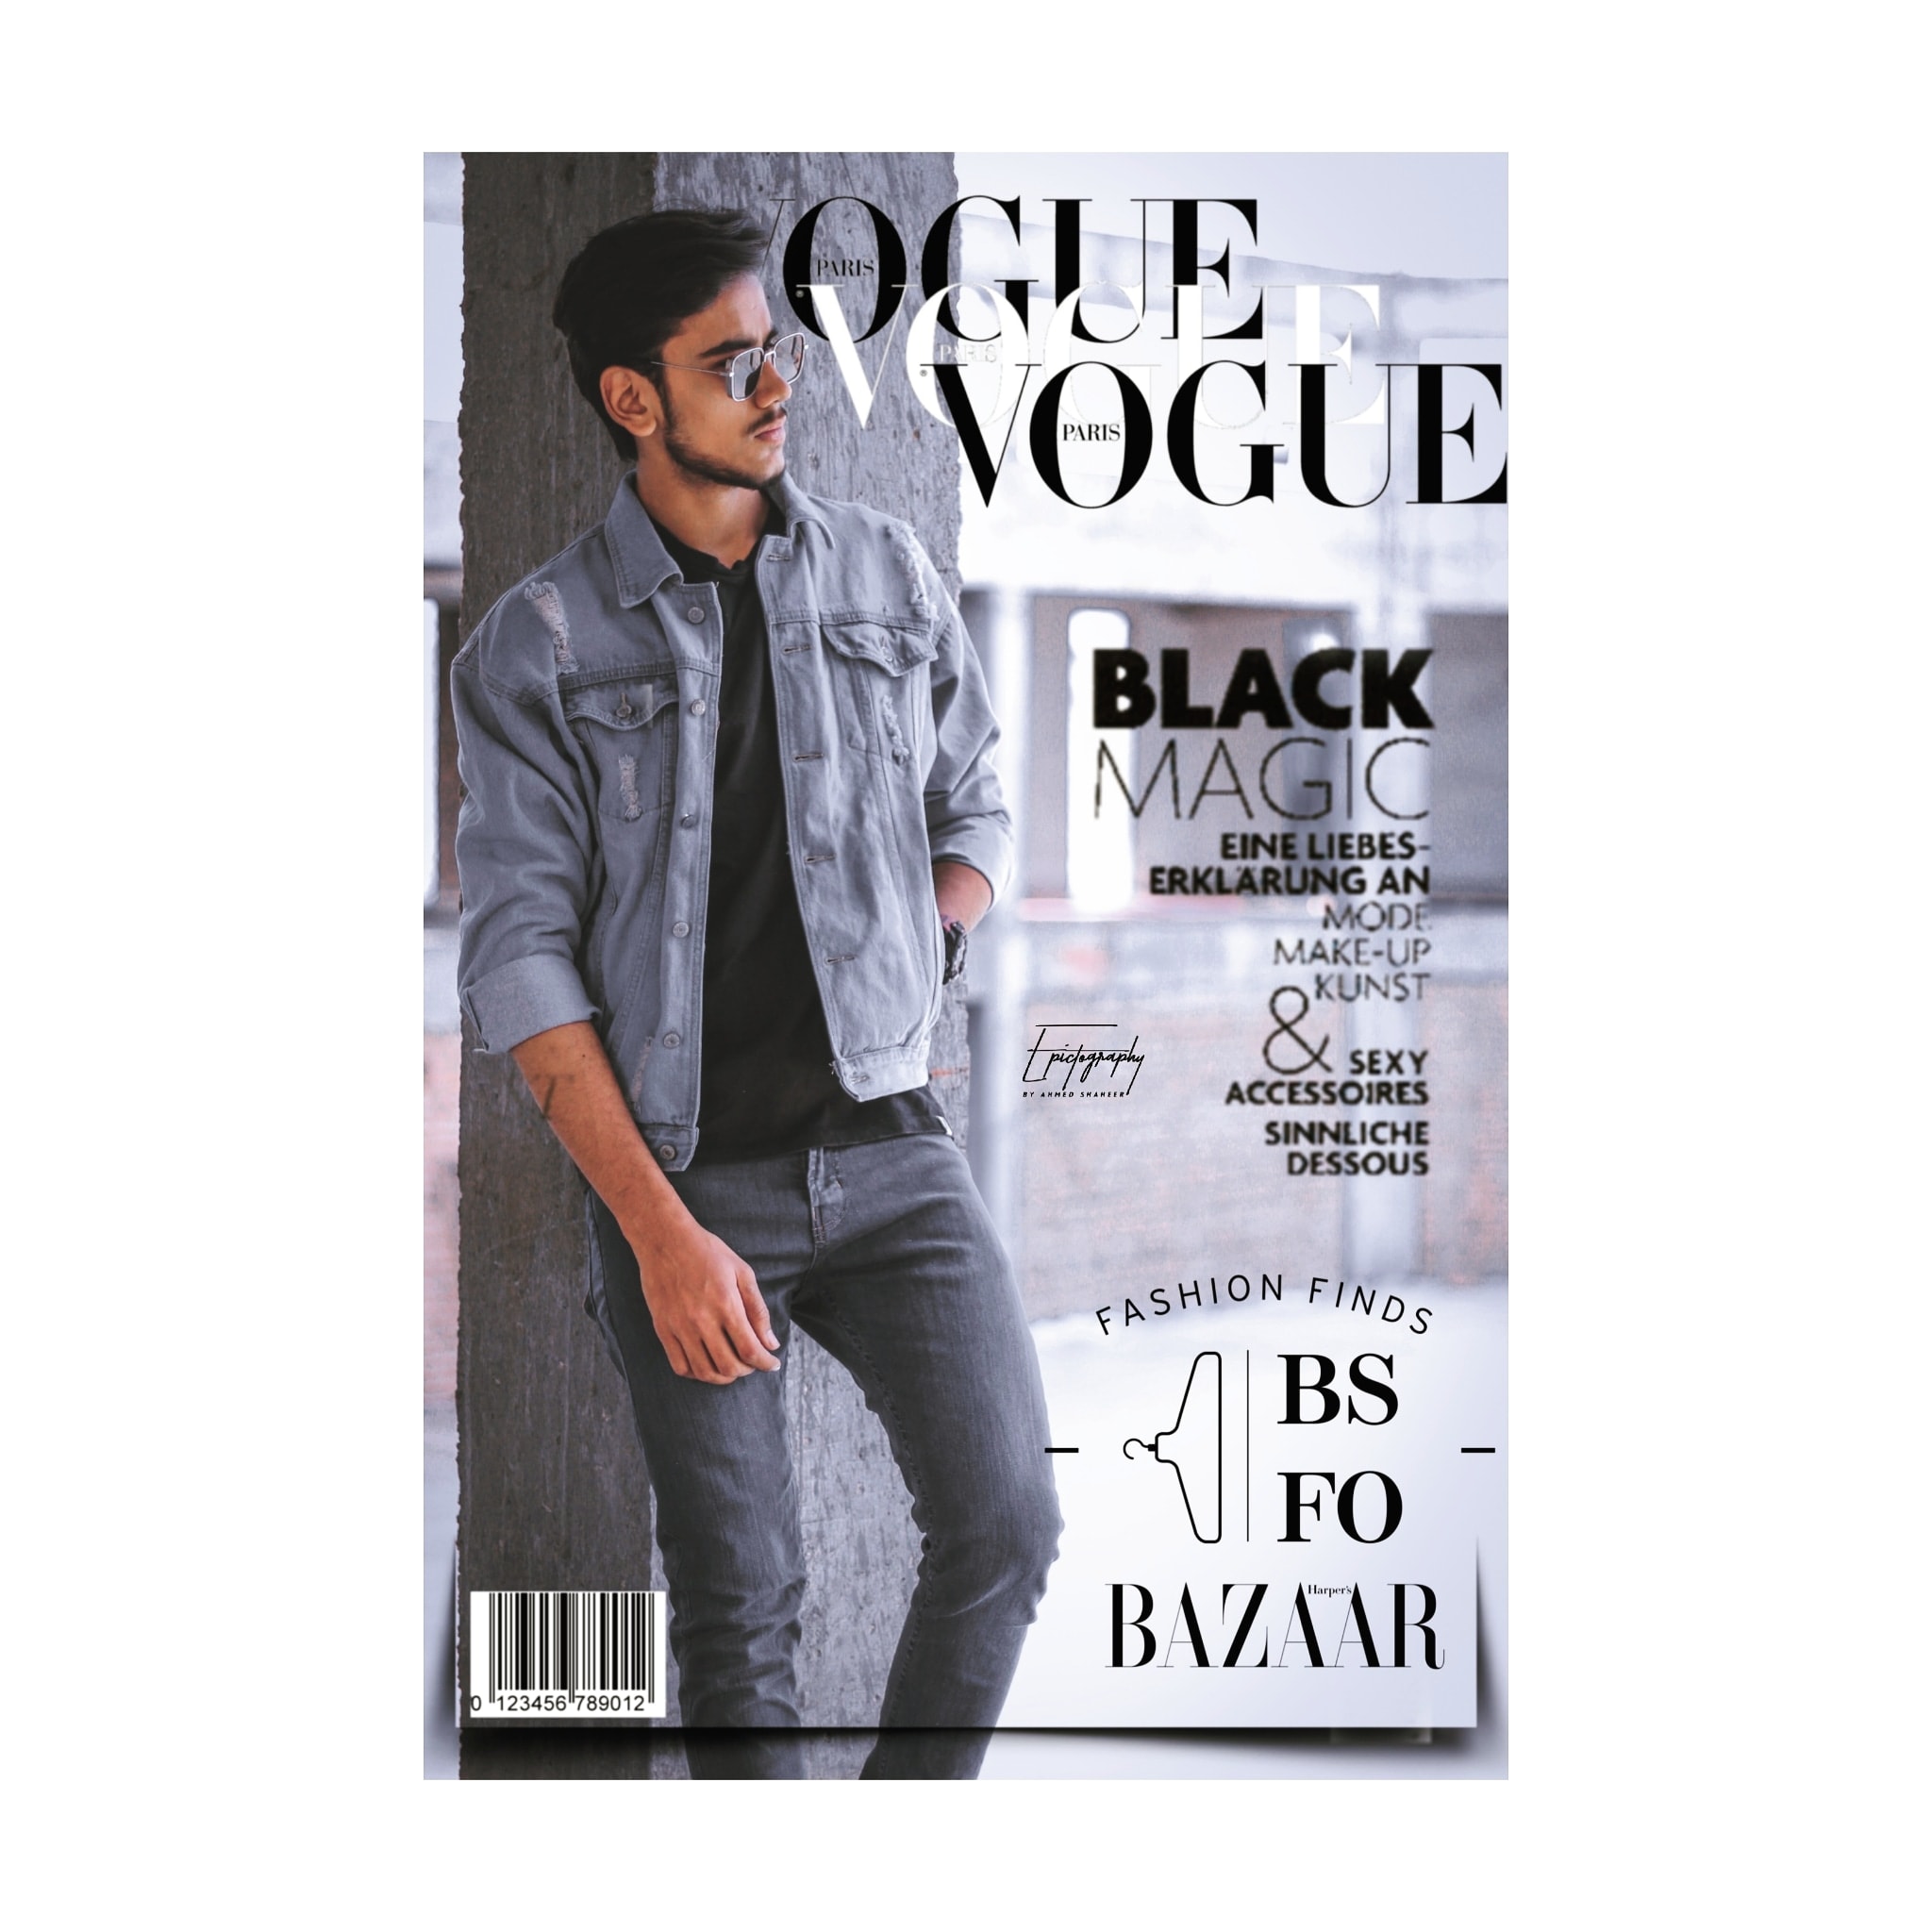 VOGUE
PARIS
VOGUE
PARIS
VOGUE
PARIS
BLACK
MAGIC
EINE LIEBES-
ERKLÄRUNG AN
MODE
MAKE-UP
KUNST
& SEXY
ACCESSOIRES
SINNLICHE
DESSOUS
Epictography
BY AHMED SHAHEER
FASHION FINDS
BS
FO
Harper's
BAZAAR
0 123456 789012